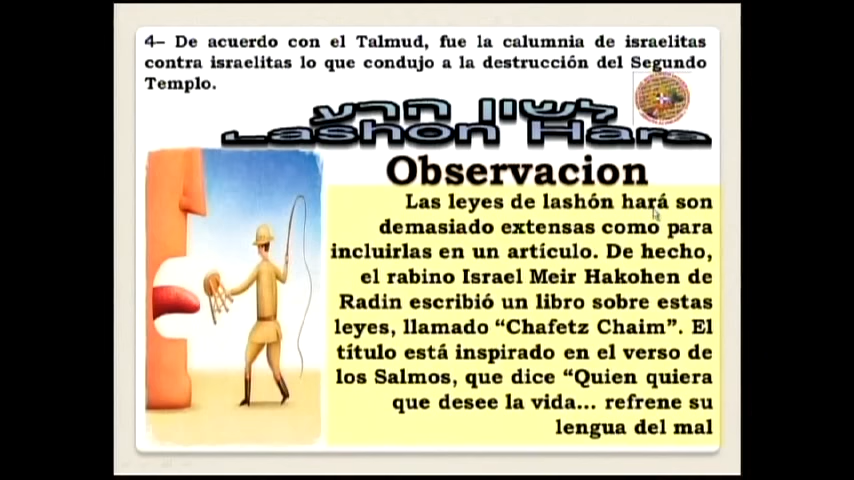 4– De acuerdo con el Talmud, fue la calumnia de israelitas
contra israelitas lo que condujo a la destrucción del Segundo
Templo.
לשון הרע
Lashon Hara
Observacion
Las leyes de lashón hará son
demasiado extensas como para
incluirlas en un artículo. De hecho,
el rabino Israel Meir Hakohen de
Radin escribió un libro sobre estas
leyes, llamado “Chafetz Chaim”. El
título está inspirado en el verso de
los Salmos, que dice “Quien quiera
que desee la vida... refrene su
lengua del mal